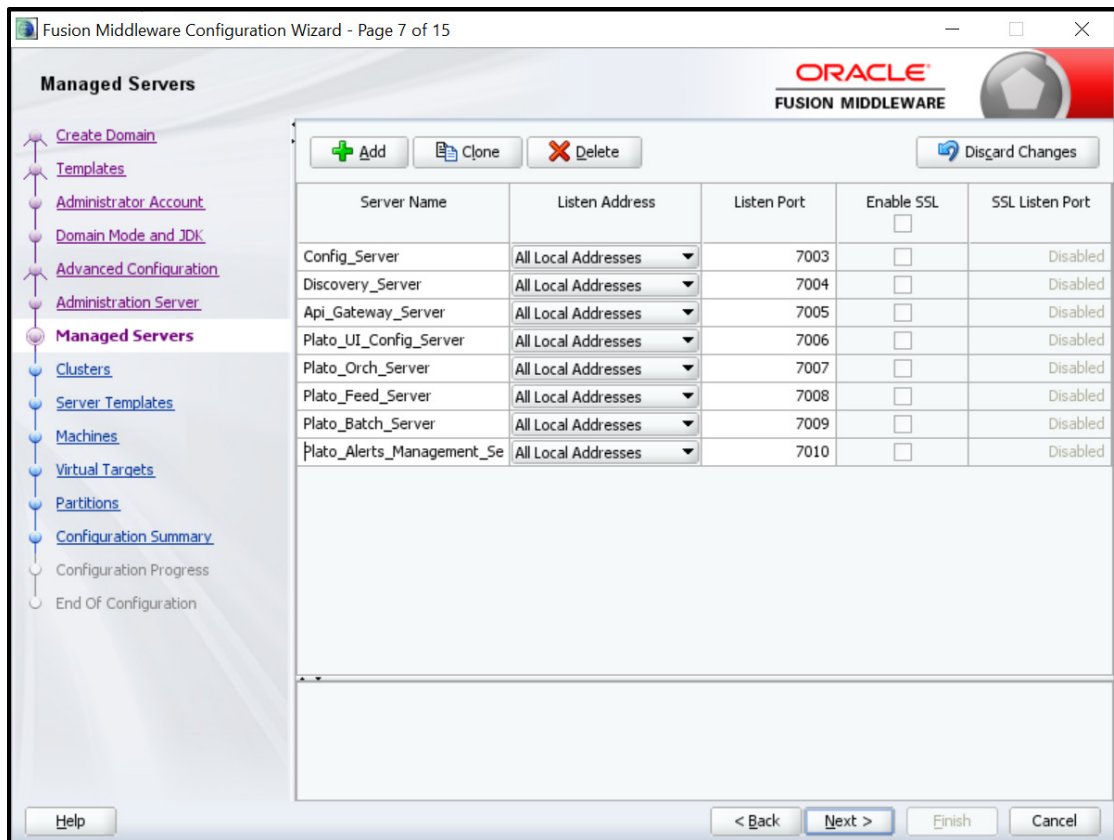 Fusion Middleware Configuration Wizard - Page 7 of 15
Managed Servers
ORACLE
FUSION MIDDLEWARE
Create Domain
Templates
Administrator Account
Domain Mode and JDK
Advanced Configuration
Administration Server
Managed Servers
Clusters
Server Templates
Machines
Virtual Targets
Partitions
Configuration Summary
Configuration Progress
End Of Configuration
Add Clone Delete Discard Changes
Server Name Listen Address Listen Port Enable SSL SSL Listen Port
Config_Server All Local Addresses 7003 Disabled
Discovery_Server All Local Addresses 7004 Disabled
Api_Gateway_Server All Local Addresses 7005 Disabled
Plato_UI_Config_Server All Local Addresses 7006 Disabled
Plato_Orch_Server All Local Addresses 7007 Disabled
Plato_Feed_Server All Local Addresses 7008 Disabled
Plato_Batch_Server All Local Addresses 7009 Disabled
Plato_Alerts_Management_Se All Local Addresses 7010 Disabled
Help < Back Next > Finish Cancel